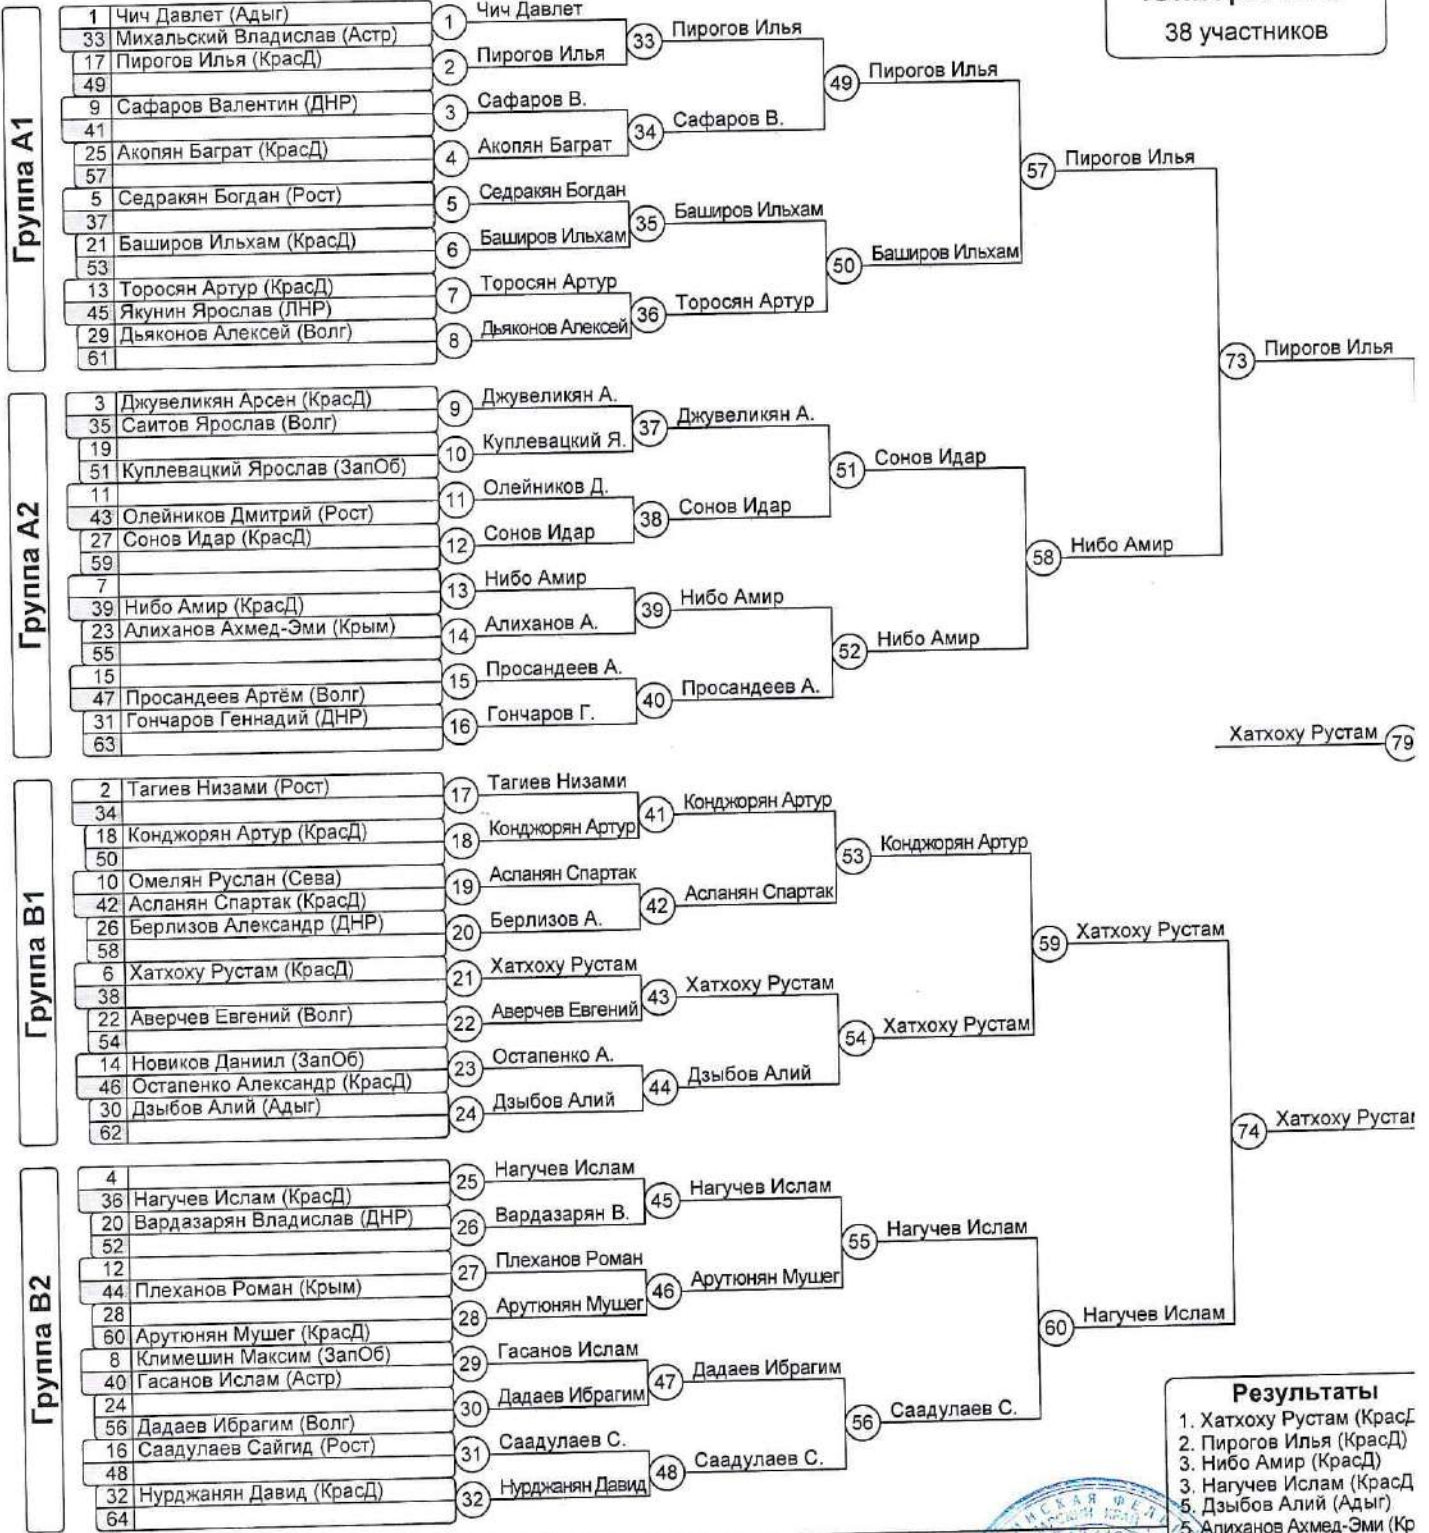 38 участников
Группа A1
1 Чич Давлет (Адыг)
33 Михальский Владислав (Астр)
17 Пирогов Илья (КрасД)
49
9 Сафаров Валентин (ДНР)
41
25 Акопян Баграт (КрасД)
57
5 Седракян Богдан (Рост)
37
21 Баширов Ильхам (КрасД)
53
13 Торосян Артур (КрасД)
45 Якунин Ярослав (ЛНР)
29 Дьяконов Алексей (Волг)
61
1 Чич Давлет
2 Пирогов Илья
3 Сафаров В.
4 Акопян Баграт
5 Седракян Богдан
6 Баширов Ильхам
7 Торосян Артур
8 Дьяконов Алексей
33 Пирогов Илья
34 Сафаров В.
35 Баширов Ильхам
36 Торосян Артур
49 Пирогов Илья
50 Баширов Ильхам
57 Пирогов Илья
73 Пирогов Илья
Группа A2
3 Джувеликян Арсен (КрасД)
35 Саитов Ярослав (Волг)
19
51 Куплевацкий Ярослав (ЗапОб)
11
43 Олейников Дмитрий (Рост)
27 Сонов Идар (КрасД)
59
7
39 Нибо Амир (КрасД)
23 Алиханов Ахмед-Эми (Крым)
55
15
47 Просандеев Артём (Волг)
31 Гончаров Геннадий (ДНР)
63
9 Джувеликян А.
10 Куплевацкий Я.
11 Олейников Д.
12 Сонов Идар
13 Нибо Амир
14 Алиханов А.
15 Просандеев А.
16 Гончаров Г.
37 Джувеликян А.
38 Сонов Идар
39 Нибо Амир
40 Просандеев А.
51 Сонов Идар
52 Нибо Амир
58 Нибо Амир
Хатхоху Рустам 79
Группа B1
2 Тагиев Низами (Рост)
34
18 Конджорян Артур (КрасД)
50
10 Омелян Руслан (Сева)
42 Асланян Спартак (КрасД)
26 Берлизов Александр (ДНР)
58
6 Хатхоху Рустам (КрасД)
38
22 Аверчев Евгений (Волг)
54
14 Новиков Даниил (ЗапОб)
46 Остапенко Александр (КрасД)
30 Дзыбов Алий (Адыг)
62
17 Тагиев Низами
18 Конджорян Артур
19 Асланян Спартак
20 Берлизов А.
21 Хатхоху Рустам
22 Аверчев Евгений
23 Остапенко А.
24 Дзыбов Алий
41 Конджорян Артур
42 Асланян Спартак
43 Хатхоху Рустам
44 Дзыбов Алий
53 Конджорян Артур
54 Хатхоху Рустам
59 Хатхоху Рустам
74 Хатхоху Рустам
Группа B2
4
36 Нагучев Ислам (КрасД)
20 Вардазарян Владислав (ДНР)
52
12
44 Плеханов Роман (Крым)
28
60 Арутюнян Мушег (КрасД)
8 Климешин Максим (ЗапОб)
40 Гасанов Ислам (Астр)
24
56 Дадаев Ибрагим (Волг)
16 Саадулаев Сайгид (Рост)
48
32 Нурджанян Давид (КрасД)
64
25 Нагучев Ислам
26 Вардазарян В.
27 Плеханов Роман
28 Арутюнян Мушег
29 Гасанов Ислам
30 Дадаев Ибрагим
31 Саадулаев С.
32 Нурджанян Давид
45 Нагучев Ислам
46 Арутюнян Мушег
47 Дадаев Ибрагим
48 Саадулаев С.
55 Нагучев Ислам
56 Саадулаев С.
60 Нагучев Ислам
Результаты
1. Хатхоху Рустам (КрасД
2. Пирогов Илья (КрасД)
3. Нибо Амир (КрасД)
3. Нагучев Ислам (КрасД
5. Дзыбов Алий (Адыг)
5. Алиханов Ахмед-Эми (Кр